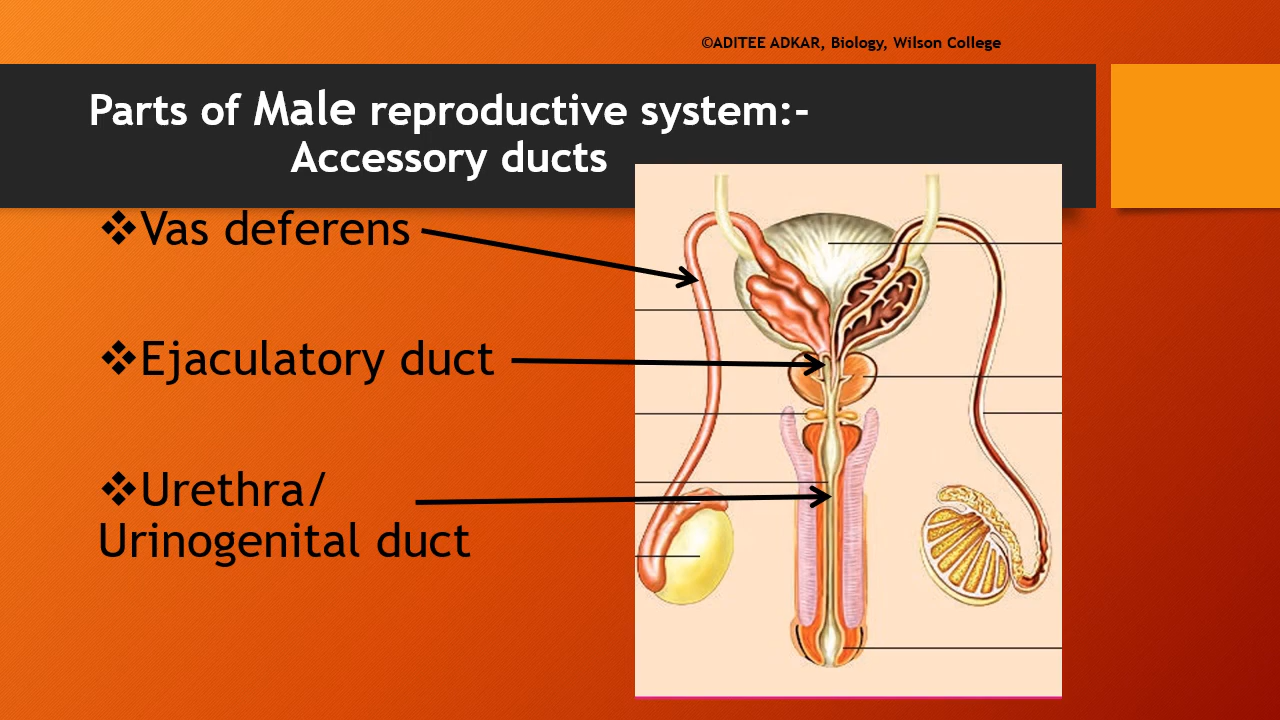 ©ADITEE ADKAR, Biology, Wilson College
Parts of Male reproductive system:-
Accessory ducts
❖Vas deferens
❖Ejaculatory duct
❖Urethra/
Urinogenital duct